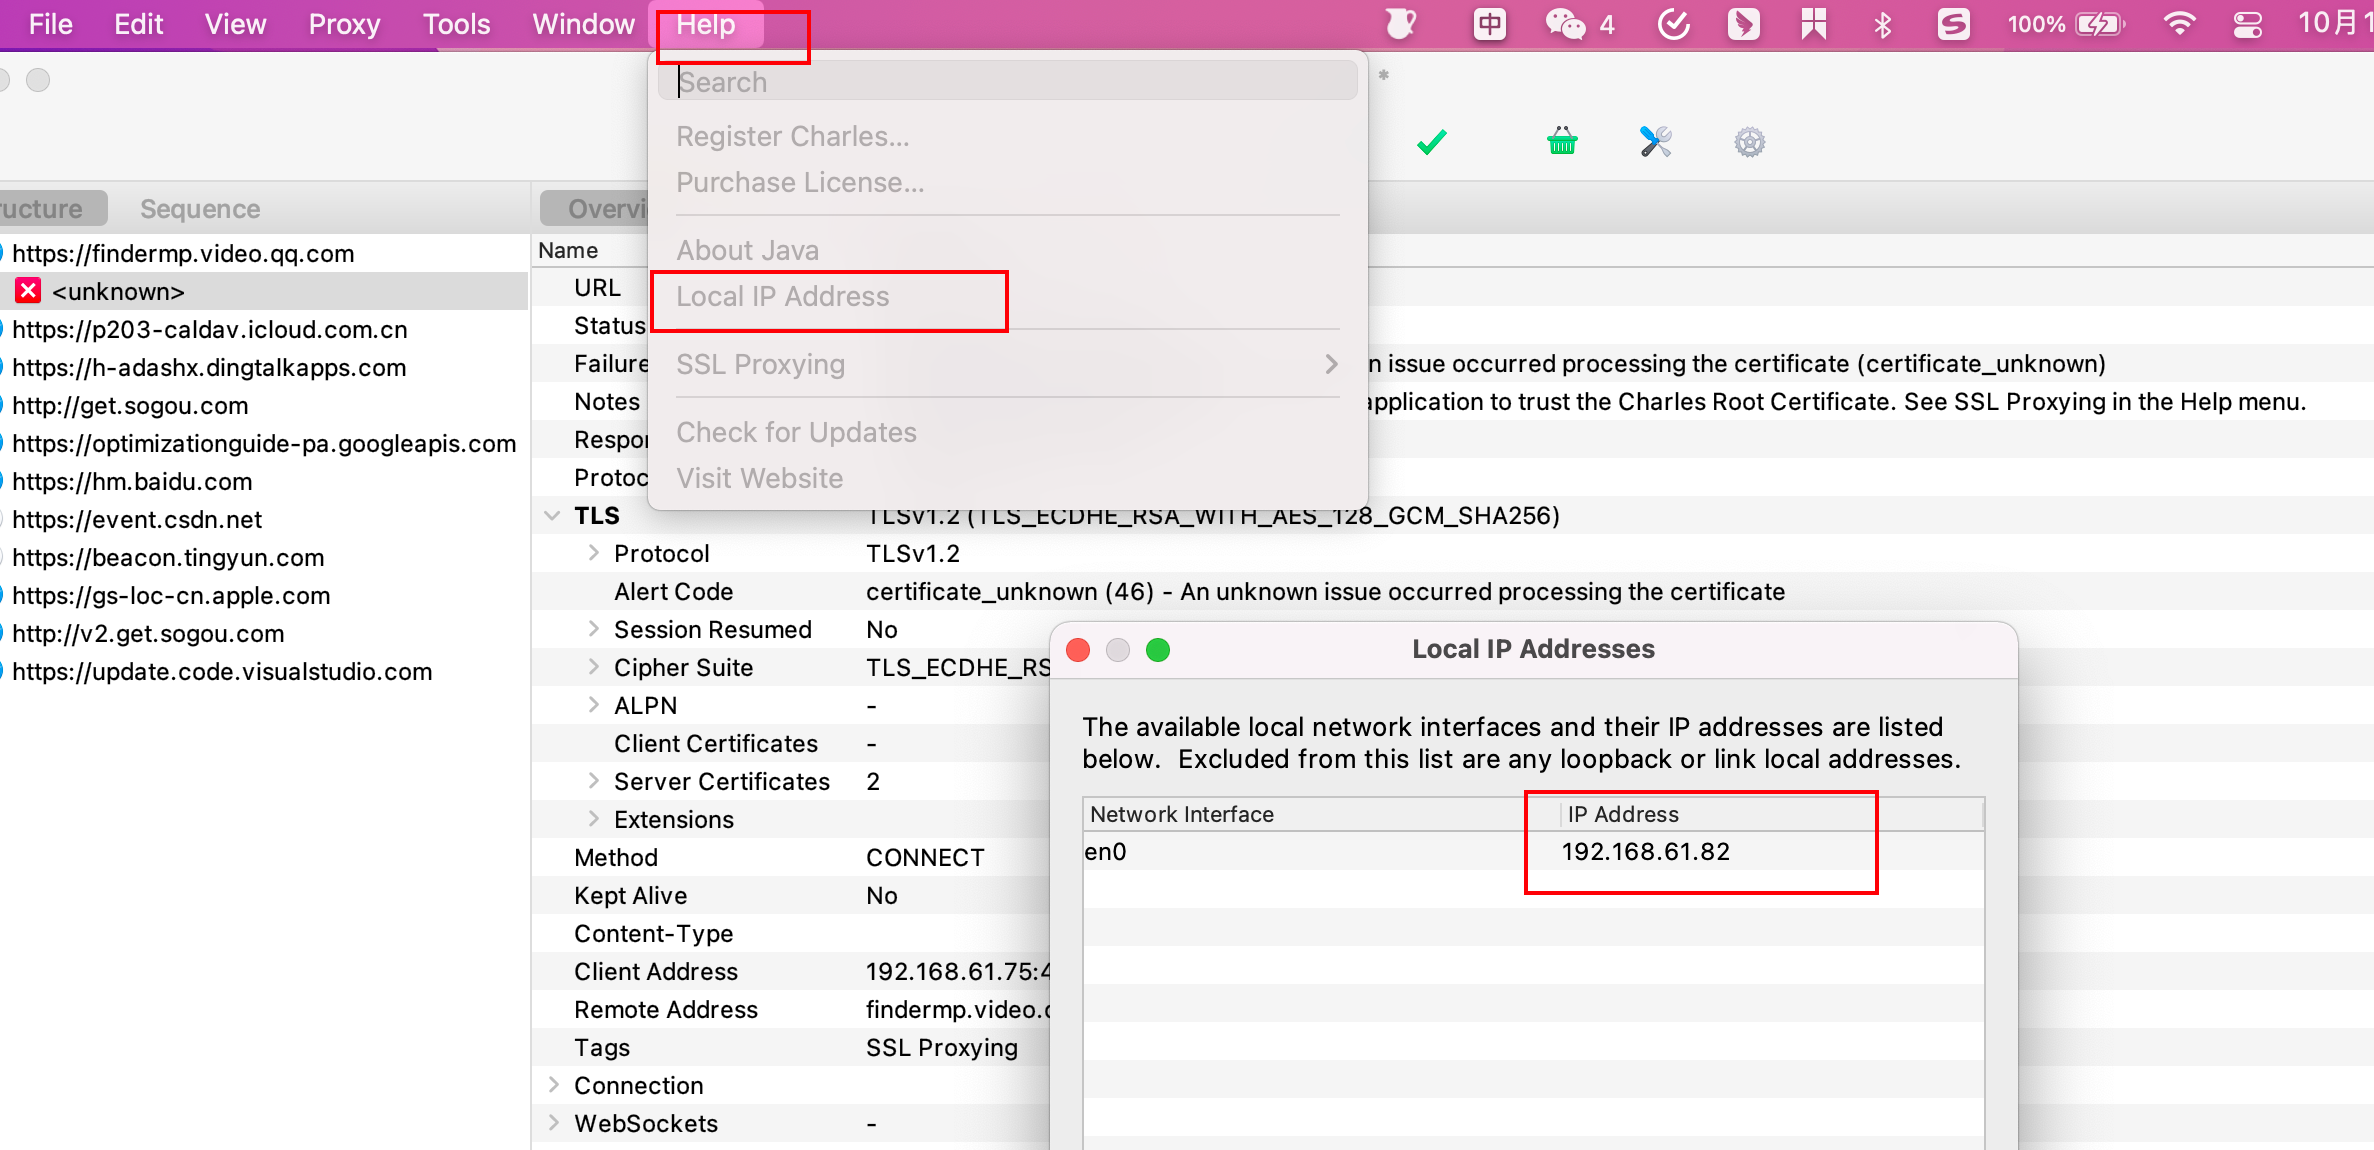 File Edit View Proxy Tools Window Help 中 4 100% 10月1
Search
Register Charles...
Purchase License...
About Java
Local IP Address
SSL Proxying
Check for Updates
Visit Website
ructure Sequence
https://findermp.video.qq.com
<unknown>
https://p203-caldav.icloud.com.cn
https://h-adashx.dingtalkapps.com
http://get.sogou.com
https://optimizationguide-pa.googleapis.com
https://hm.baidu.com
https://event.csdn.net
https://beacon.tingyun.com
https://gs-loc-cn.apple.com
http://v2.get.sogou.com
https://update.code.visualstudio.com
Overvi
Name
URL
Status
Failure n issue occurred processing the certificate (certificate_unknown)
Notes application to trust the Charles Root Certificate. See SSL Proxying in the Help menu.
Respon
Protoc
TLS TLSv1.2 (TLS_ECDHE_RSA_WITH_AES_128_GCM_SHA256)
Protocol TLSv1.2
Alert Code certificate_unknown (46) - An unknown issue occurred processing the certificate
Session Resumed No
Cipher Suite TLS_ECDHE_RS
ALPN -
Client Certificates -
Server Certificates 2
Extensions
Method CONNECT
Kept Alive No
Content-Type
Client Address 192.168.61.75:4
Remote Address findermp.video.
Tags SSL Proxying
Connection
WebSockets -
Local IP Addresses
The available local network interfaces and their IP addresses are listed
below. Excluded from this list are any loopback or link local addresses.
Network Interface IP Address
en0 192.168.61.82